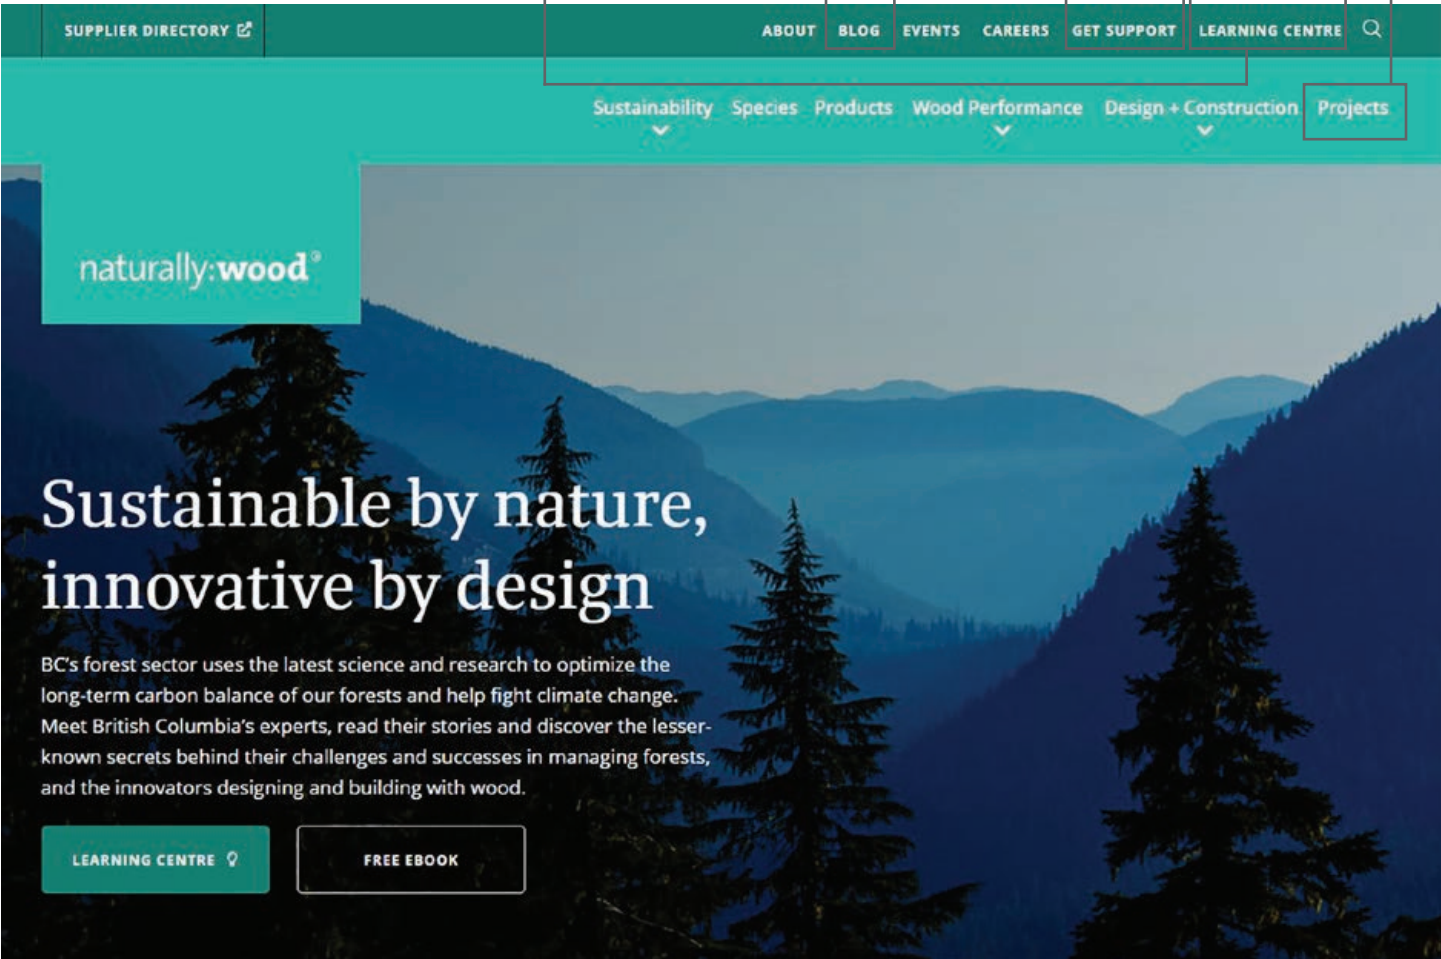 SUPPLIER DIRECTORY
ABOUT BLOG EVENTS CAREERS GET SUPPORT LEARNING CENTRE
Sustainability Species Products Wood Performance Design + Construction Projects
naturally:wood®
Sustainable by nature,
innovative by design
BC’s forest sector uses the latest science and research to optimize the
long-term carbon balance of our forests and help fight climate change.
Meet British Columbia’s experts, read their stories and discover the lesser-
known secrets behind their challenges and successes in managing forests,
and the innovators designing and building with wood.
LEARNING CENTRE FREE EBOOK